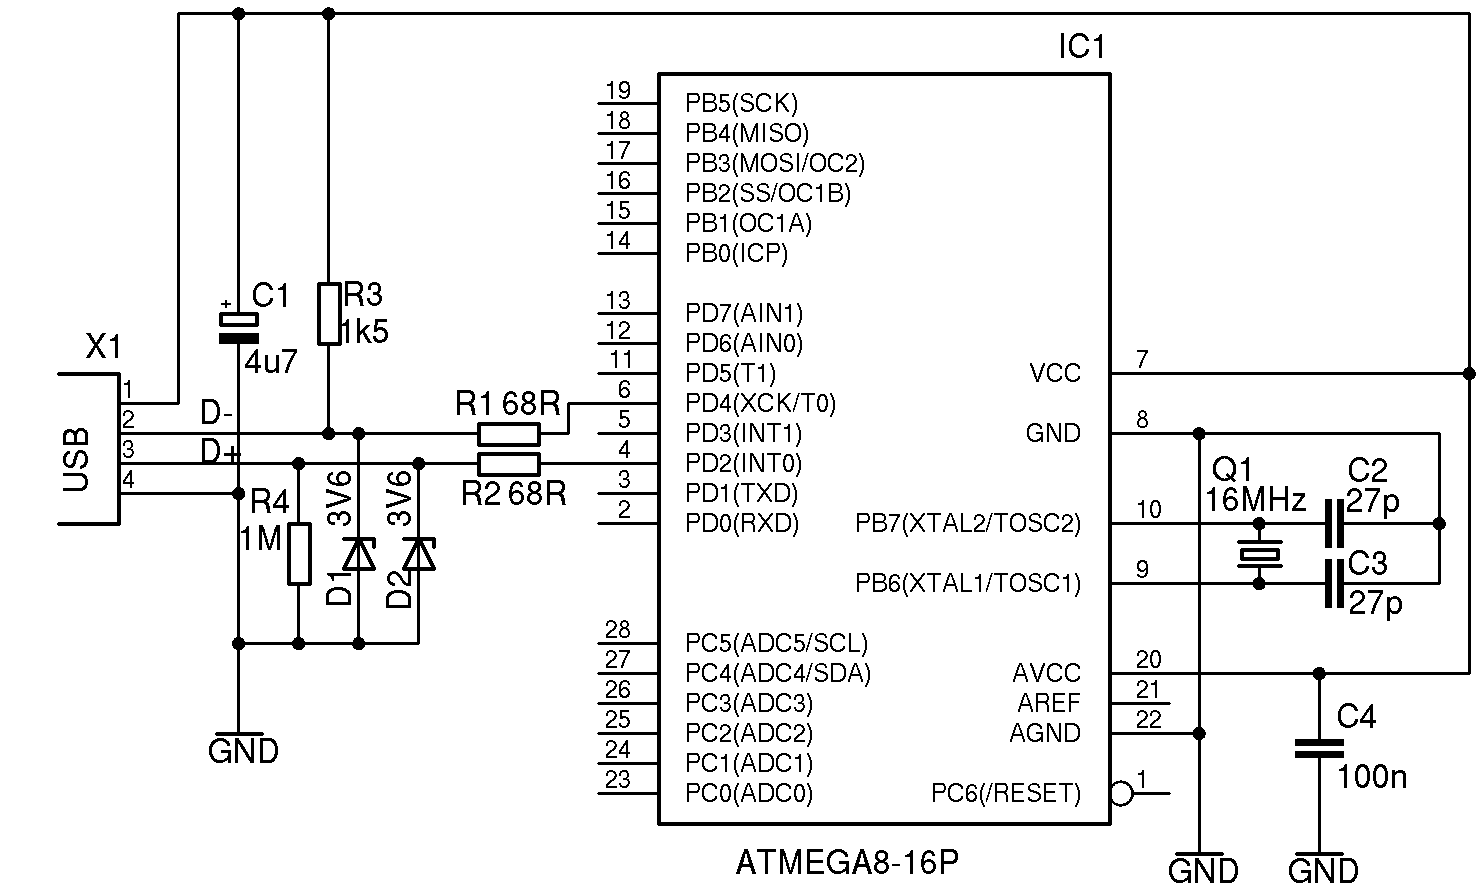 IC1
19 PB5(SCK)
18 PB4(MISO)
17 PB3(MOSI/OC2)
16 PB2(SS/OC1B)
15 PB1(OC1A)
14 PB0(ICP)
+ C1
4u7
R3
1k5
13 PD7(AIN1)
12 PD6(AIN0)
11 PD5(T1)
6 PD4(XCK/T0)
5 PD3(INT1)
4 PD2(INT0)
3 PD1(TXD)
2 PD0(RXD)
X1
USB
1
2 D-
3 D+
4
R1 68R
R2 68R
R4
1M
3V6
D1
3V6
D2
GND
VCC 7
GND 8
PB7(XTAL2/TOSC2) 10
PB6(XTAL1/TOSC1) 9
Q1
16MHz
C2
27p
C3
27p
28 PC5(ADC5/SCL)
27 PC4(ADC4/SDA)
26 PC3(ADC3)
25 PC2(ADC2)
24 PC1(ADC1)
23 PC0(ADC0)
AVCC 20
AREF 21
AGND 22
PC6(/RESET) 1
C4
100n
ATMEGA8-16P
GND
GND